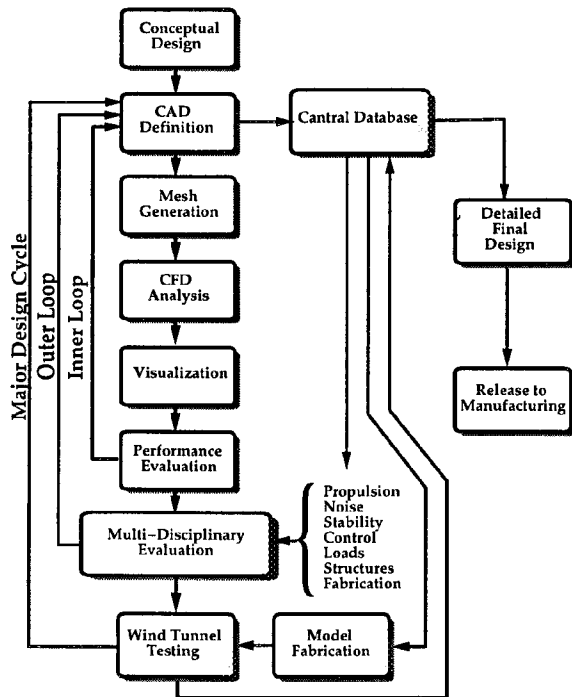 Conceptual
Design
CAD
Definition
Cantral Database
Mesh
Generation
Detailed
Final
Design
CFD
Analysis
Major Design Cycle
Outer Loop
Inner Loop
Visualization
Release to
Manufacturing
Performance
Evaluation
Propulsion
Noise
Stability
Control
Loads
Structures
Fabrication
Multi-Disciplinary
Evaluation
Wind Tunnel
Testing
Model
Fabrication